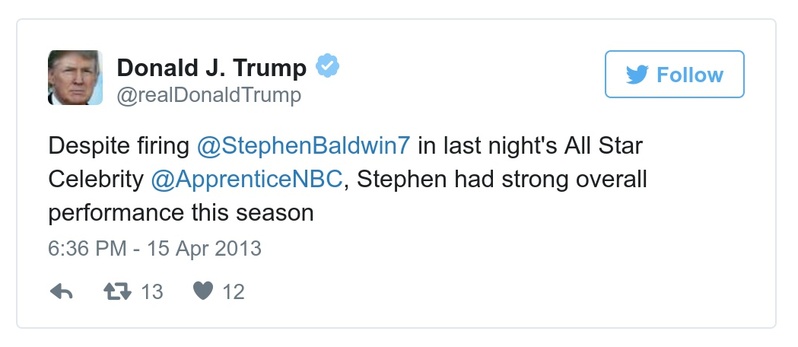 Donald J. Trump
@realDonaldTrump
Follow
Despite firing @StephenBaldwin7 in last night's All Star
Celebrity @ApprenticeNBC, Stephen had strong overall
performance this season
6:36 PM - 15 Apr 2013
13 12